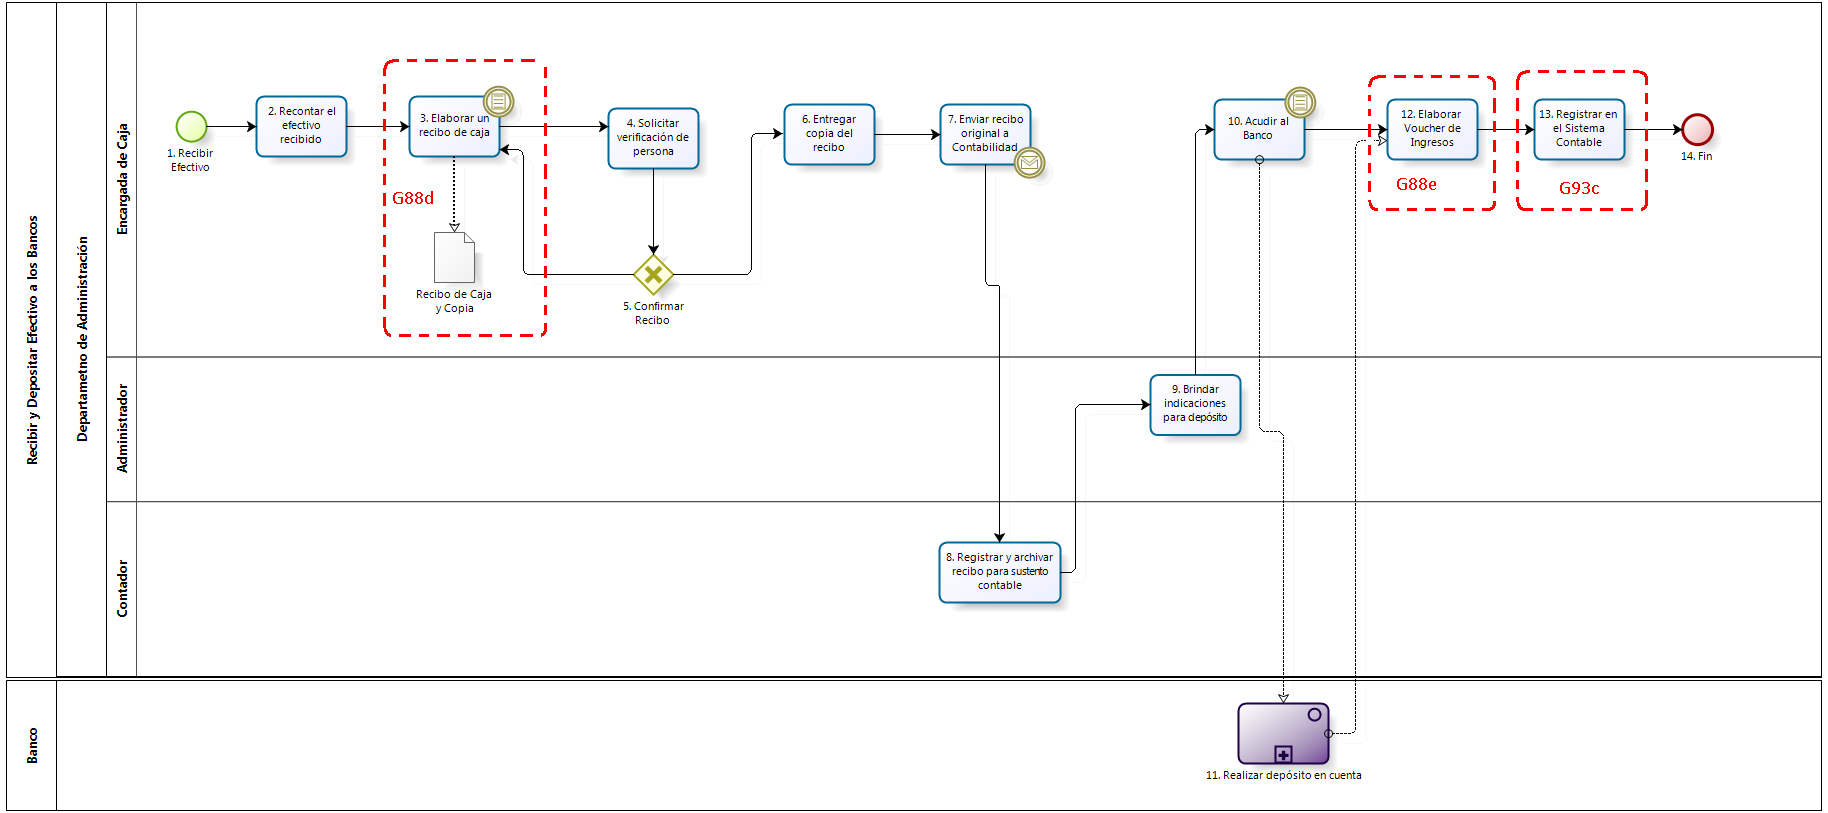 Recibir y Depositar Efectivo a los Bancos
Departametno de Administración
Encargada de Caja
1. Recibir
Efectivo
2. Recontar el
efectivo
recibido
3. Elaborar un
recibo de caja
G88d
Recibo de Caja
y Copia
4. Solicitar
verificación de
persona
5. Confirmar
Recibo
6. Entregar
copia del
recibo
7. Enviar recibo
original a
Contabilidad
10. Acudir al
Banco
12. Elaborar
Voucher de
Ingresos
G88e
13. Registrar en
el Sistema
Contable
G93c
14. Fin
Administrador
9. Brindar
indicaciones
para depósito
Contador
8. Registrar y archivar
recibo para sustento
contable
Banco
11. Realizar depósito en cuenta